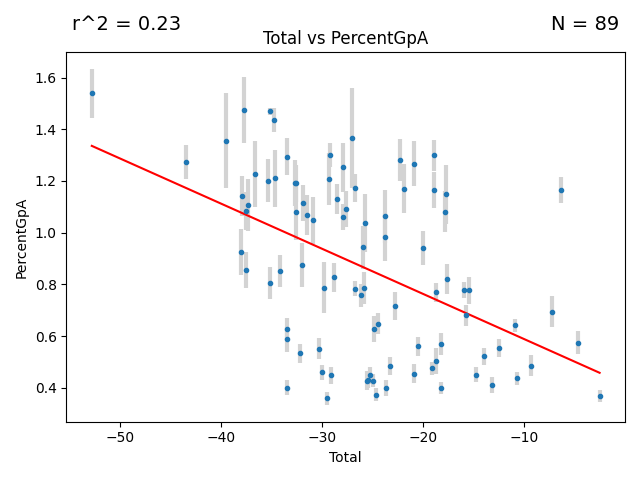 r^2 = 0.23
N = 89
Total vs PercentGpA
PercentGpA
1.6
1.4
1.2
1.0
0.8
0.6
0.4
−50
−40
−30
−20
−10
Total